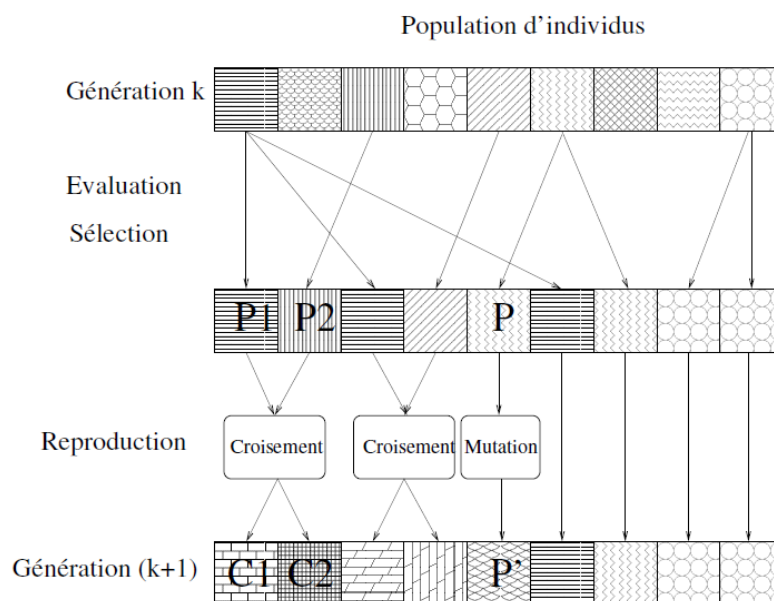 Population d'individus
Génération k
Evaluation
Sélection
P1 P2 P
Reproduction
Croisement Croisement Mutation
Génération (k+1)
C1 C2 P'